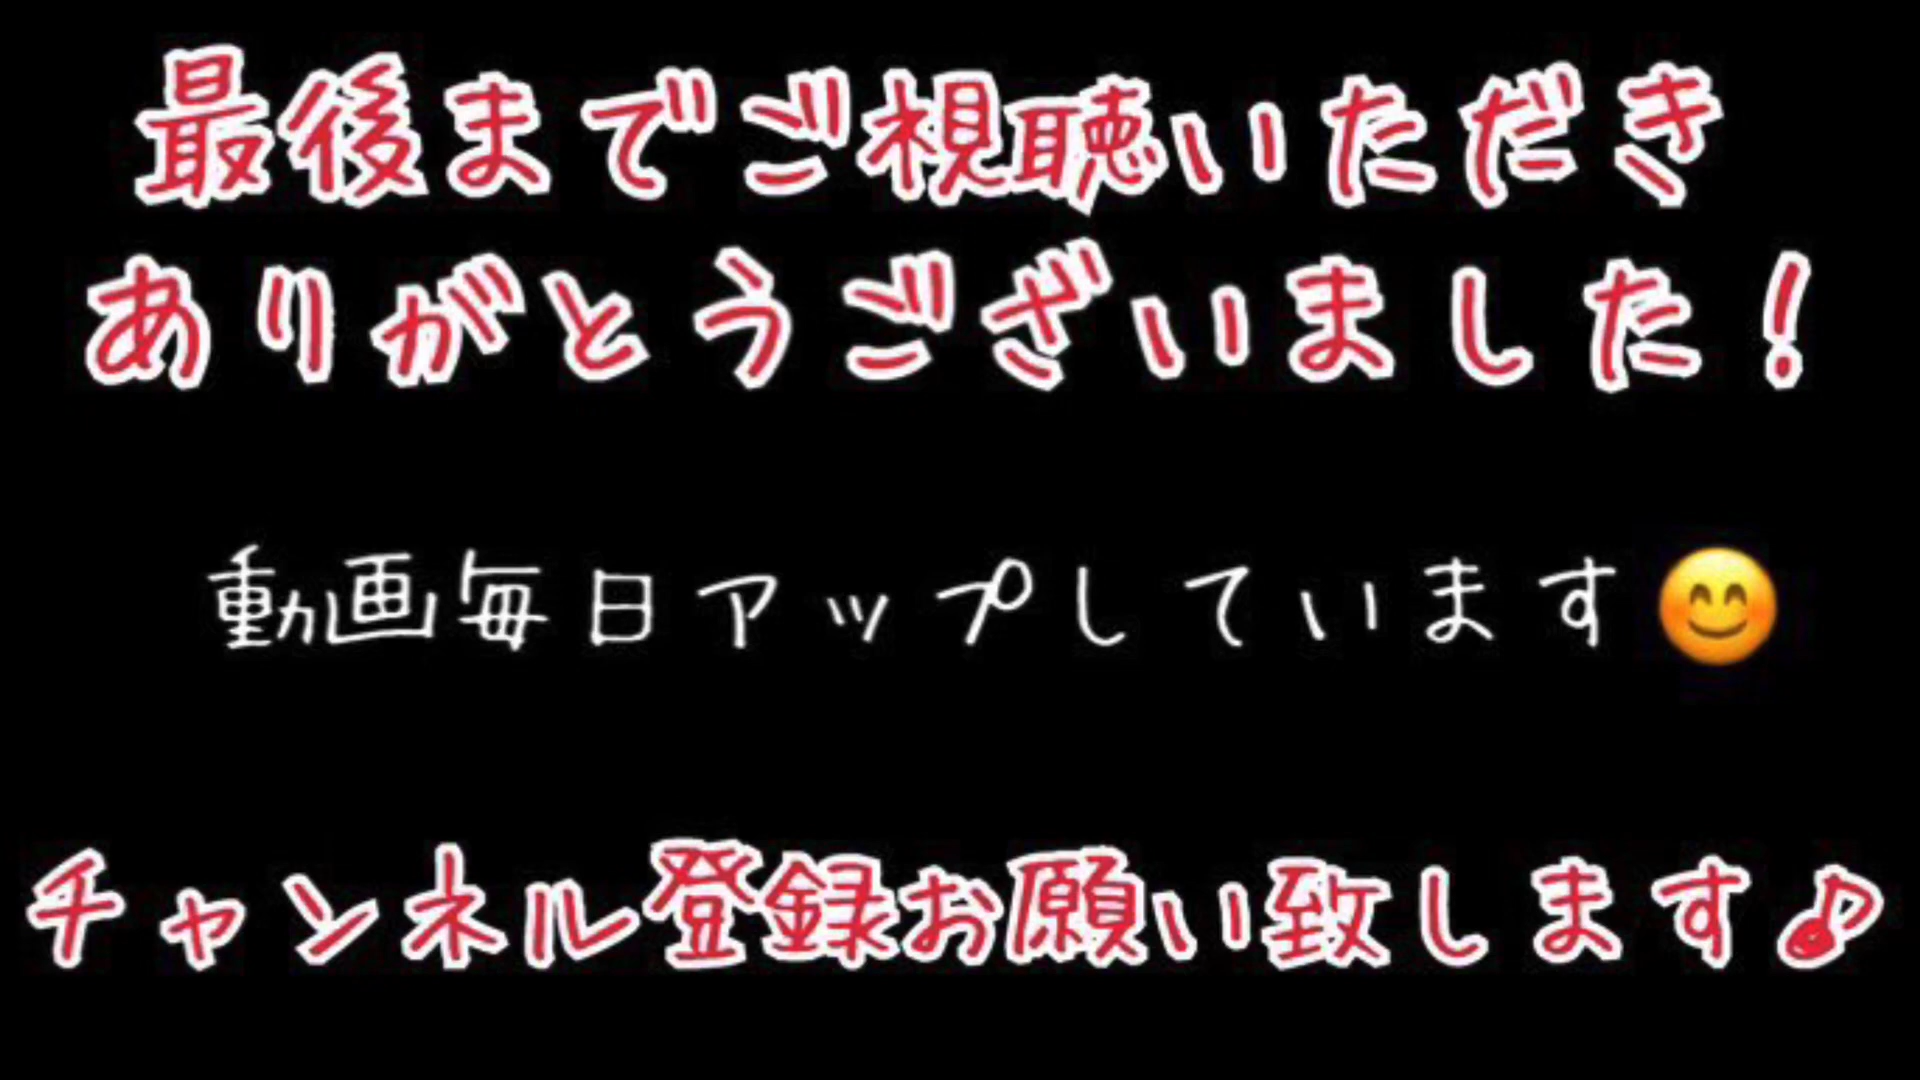 最後までご視聴いただき
ありがとうございました!
動画毎日アップしています😊
チャンネル登録お願い致します♪